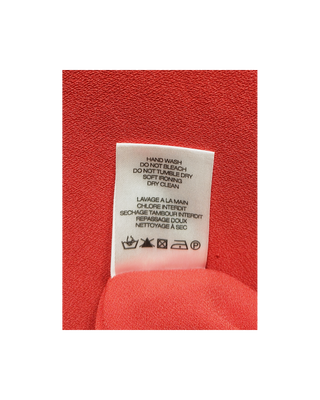 HAND WASH
DO NOT BLEACH
DO NOT TUMBLE DRY
SOFT IRONING
DRY CLEAN
LAVAGE A LA MAIN
CHLORE INTERDIT
SECHAGE TAMBOUR INTERDIT
REPASSAGE DOUX
NETTOYAGE À SEC
P